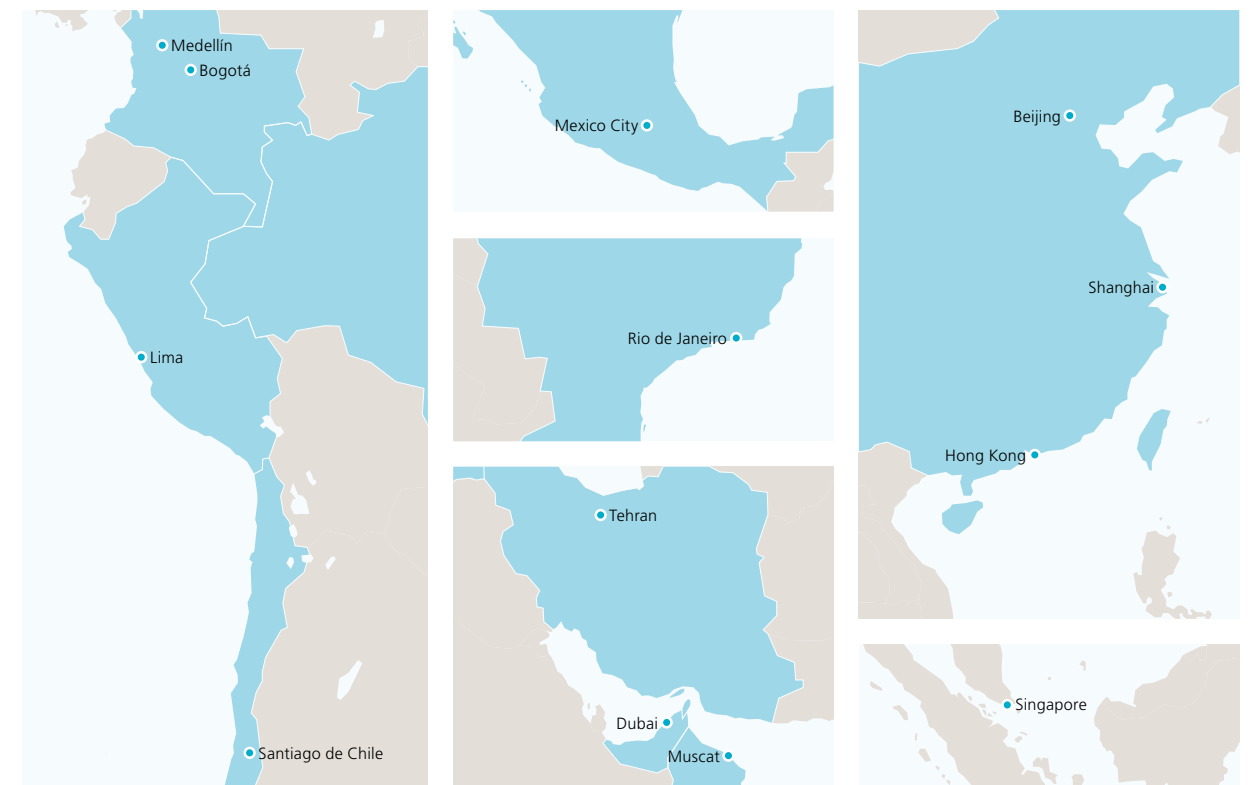 Medellín
Bogotá
Lima
Santiago de Chile
Mexico City
Rio de Janeiro
Tehran
Dubai
Muscat
Beijing
Shanghai
Hong Kong
Singapore